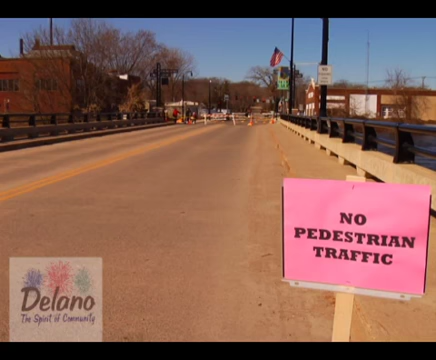 NO
PEDESTRIAN
TRAFFIC
Delano
The Spirit of Community